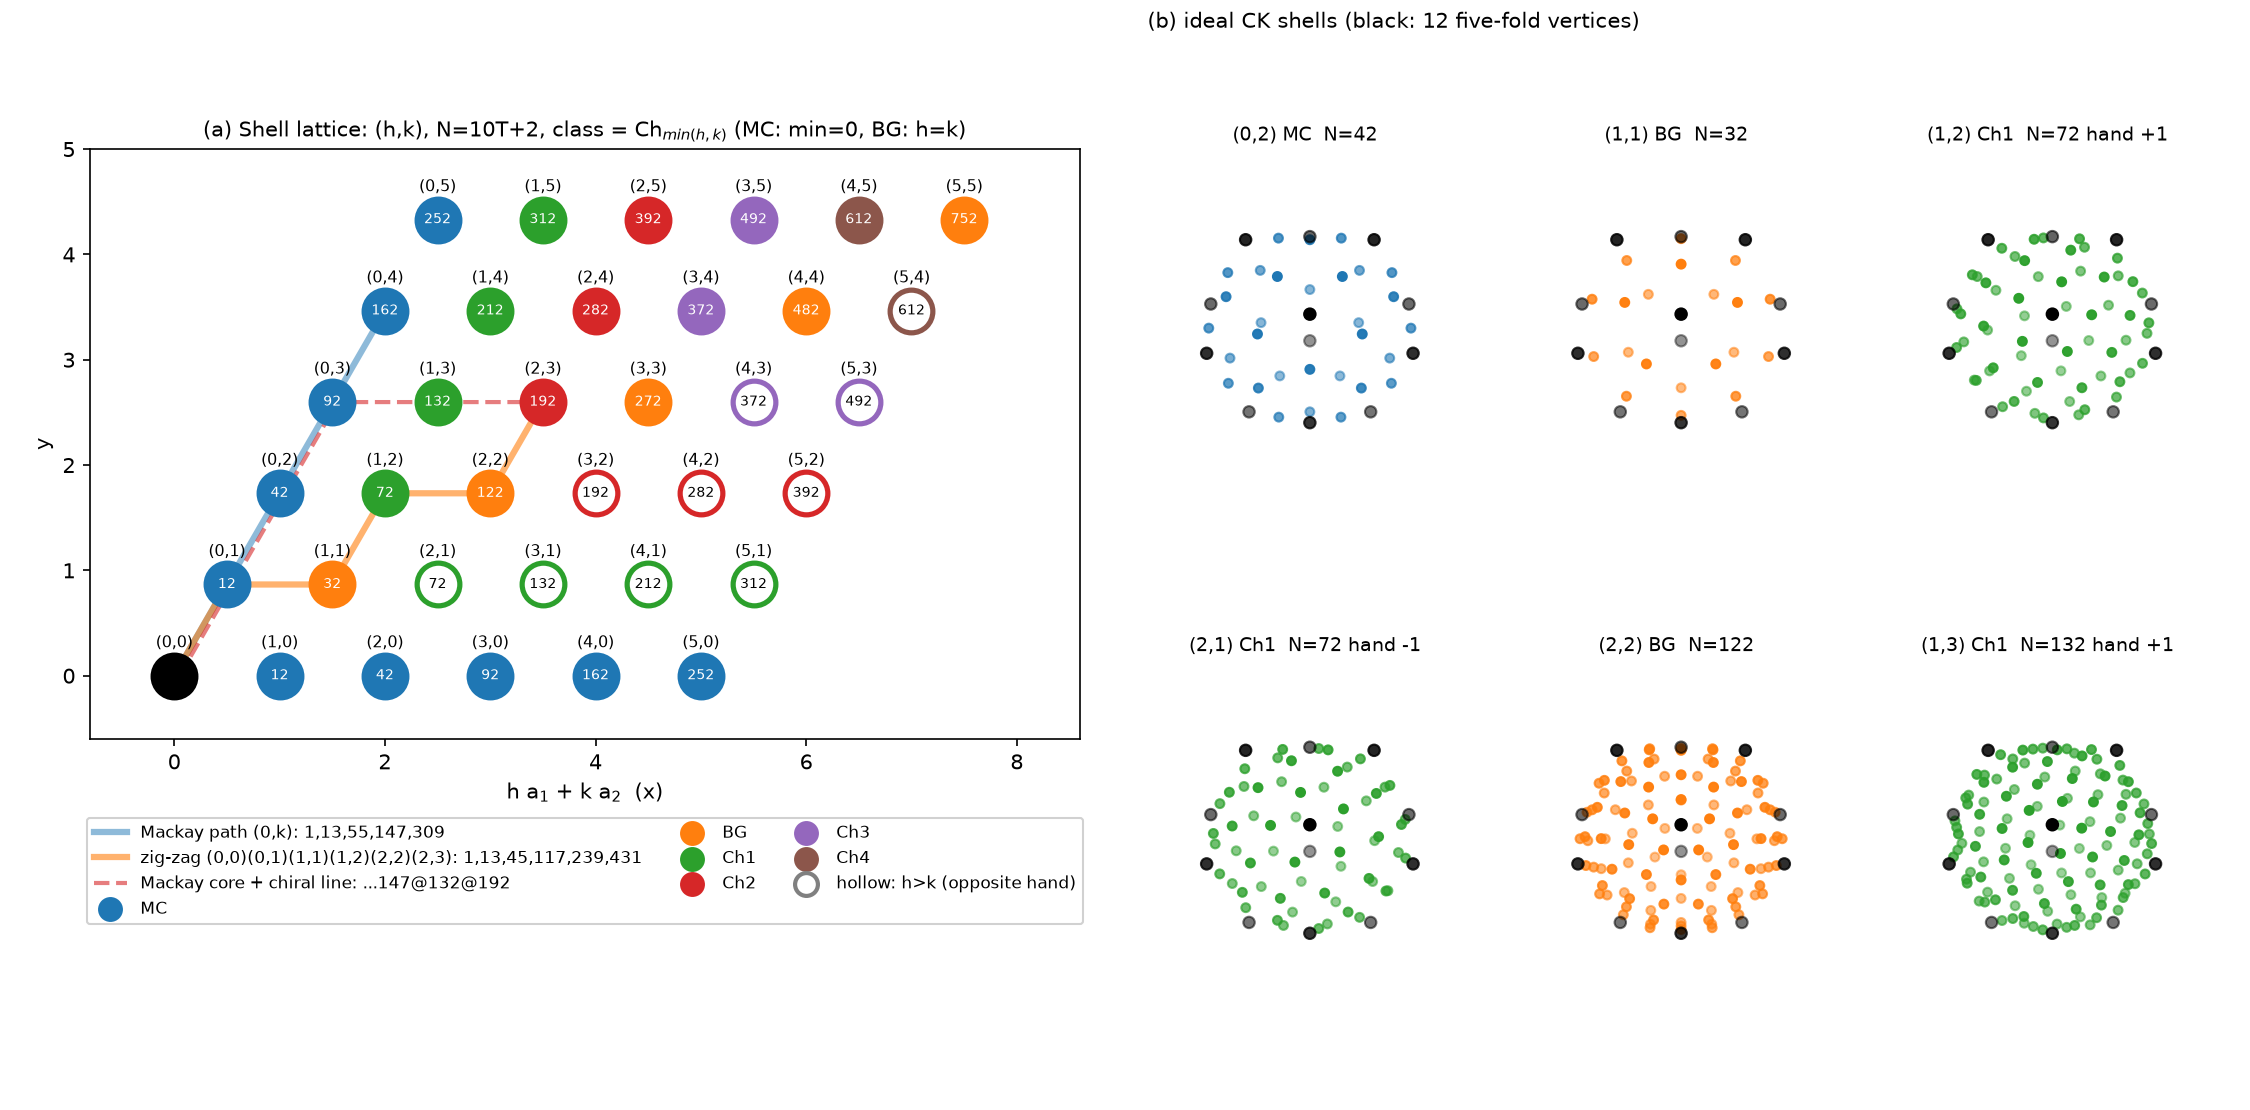 (b) ideal CK shells (black: 12 five-fold vertices)
(a) Shell lattice: (h,k), N=10T+2, class = Ch_min(h,k) (MC: min=0, BG: h=k)
5
4
3
2
1
0
y
(0,5) (1,5) (2,5) (3,5) (4,5) (5,5)
252 312 392 492 612 752
(0,4) (1,4) (2,4) (3,4) (4,4) (5,4)
162 212 282 372 482 612
(0,3) (1,3) (2,3) (3,3) (4,3) (5,3)
92 132 192 272 372 492
(0,2) (1,2) (2,2) (3,2) (4,2) (5,2)
42 72 122 192 282 392
(0,1) (1,1) (2,1) (3,1) (4,1) (5,1)
12 32 72 132 212 312
(0,0) (1,0) (2,0) (3,0) (4,0) (5,0)
12 42 92 162 252
0 2 4 6 8
h a₁ + k a₂ (x)
Mackay path (0,k): 1,13,55,147,309
zig-zag (0,0)(0,1)(1,1)(1,2)(2,2)(2,3): 1,13,45,117,239,431
Mackay core + chiral line: ...147@132@192
MC
BG
Ch1
Ch2
Ch3
Ch4
hollow: h>k (opposite hand)
(0,2) MC N=42
(1,1) BG N=32
(1,2) Ch1 N=72 hand +1
(2,1) Ch1 N=72 hand -1
(2,2) BG N=122
(1,3) Ch1 N=132 hand +1